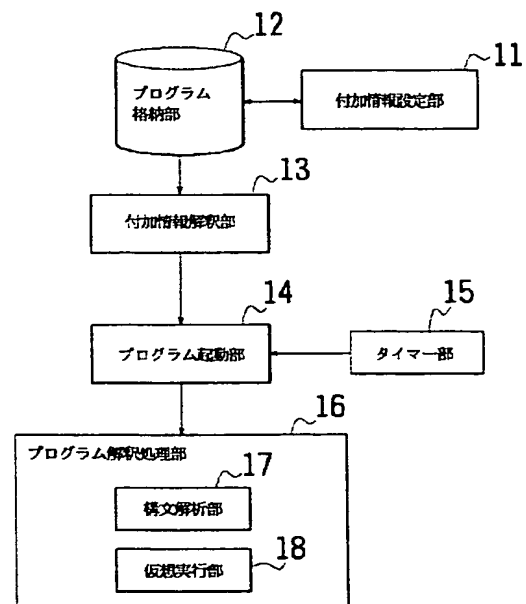 12
プログラム
格納部
11
付加情報設定部
13
付加情報解釈部
14
プログラム起動部
15
タイマー部
16
プログラム解釈処理部
17
構文解析部
18
仮想実行部